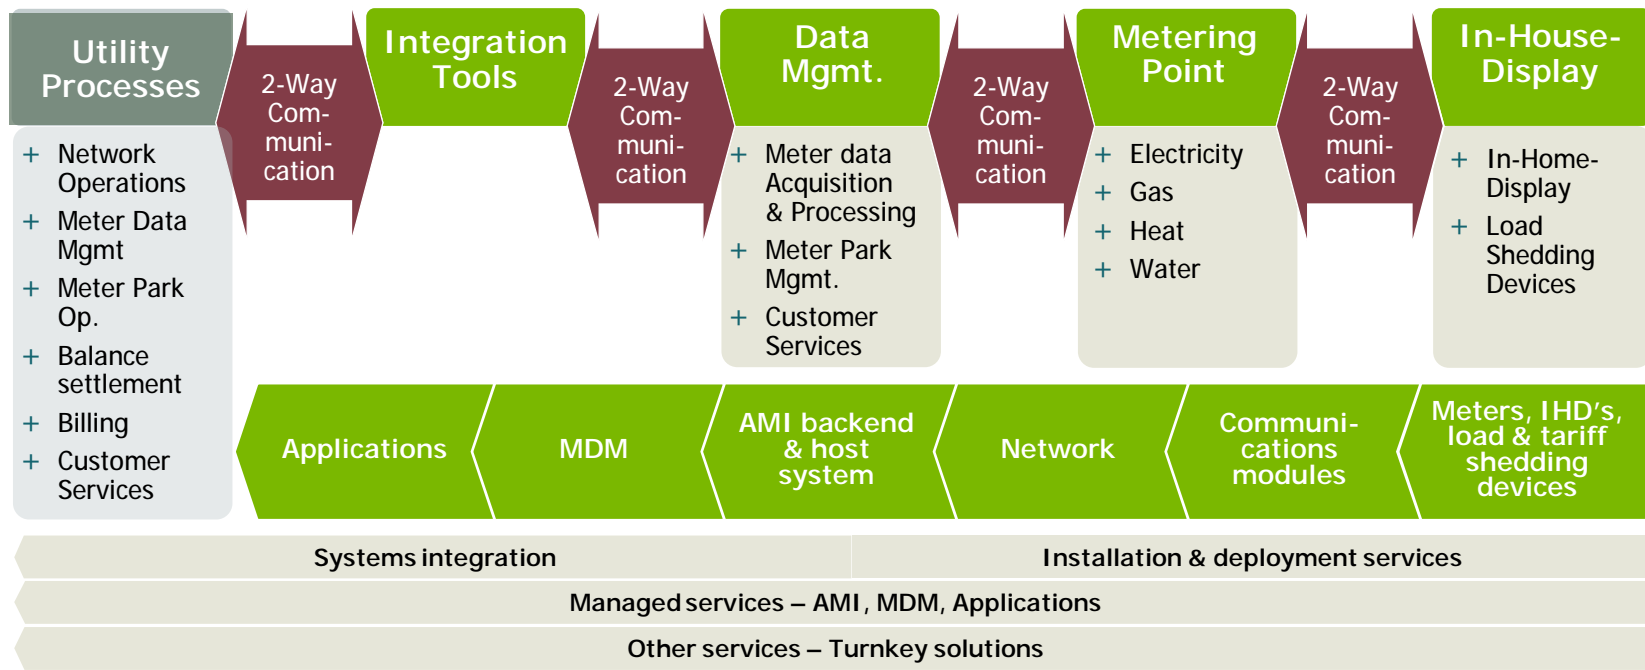 Utility
Processes
2-Way
Com-
muni-
cation
Integration
Tools
2-Way
Com-
muni-
cation
Data
Mgmt.
2-Way
Com-
muni-
cation
Metering
Point
2-Way
Com-
muni-
cation
In-House-
Display
+ Network
Operations
+ Meter Data
Mgmt
+ Meter Park
Op.
+ Balance
settlement
+ Billing
+ Customer
Services
+ Meter data
Acquisition
& Processing
+ Meter Park
Mgmt.
+ Customer
Services
+ Electricity
+ Gas
+ Heat
+ Water
+ In-Home-
Display
+ Load
Shedding
Devices
Applications
MDM
AMI backend
& host
system
Network
Communi-
cations
modules
Meters, IHD's,
load & tariff
shedding
devices
Systems integration
Installation & deployment services
Managed services – AMI, MDM, Applications
Other services – Turnkey solutions